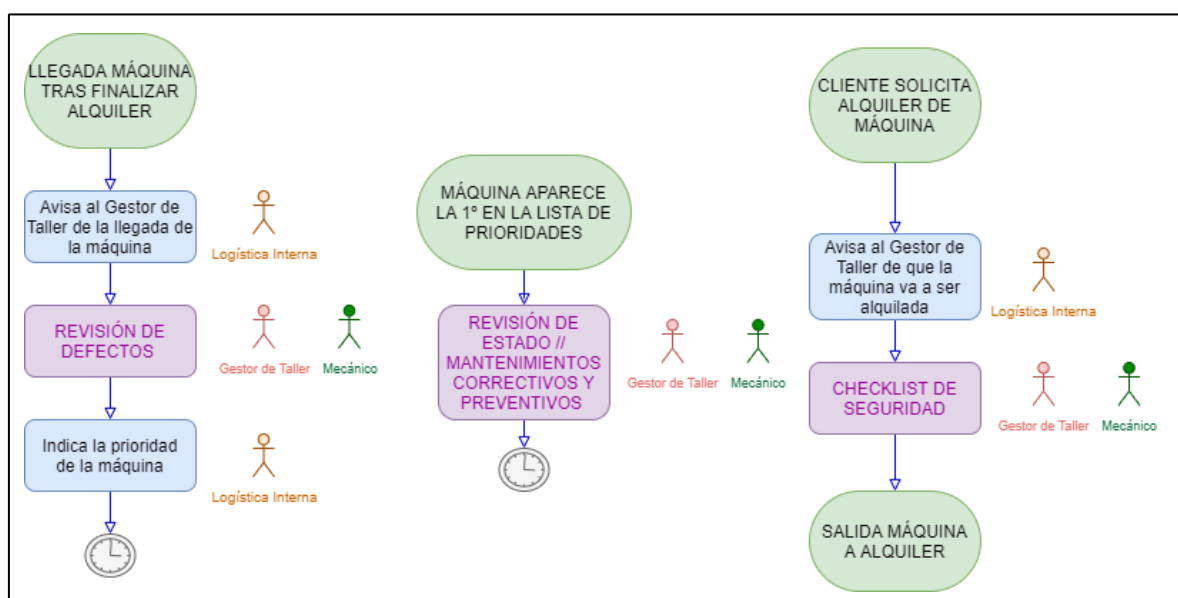 LLEGADA MÁQUINA
TRAS FINALIZAR
ALQUILER
Avisa al Gestor de
Taller de la llegada de
la máquina
Logística Interna
REVISIÓN DE
DEFECTOS
Gestor de Taller
Mecánico
Indica la prioridad
de la máquina
Logística Interna
MÁQUINA APARECE
LA 1º EN LA LISTA DE
PRIORIDADES
REVISIÓN DE
ESTADO //
MANTENIMIENTOS
CORRECTIVOS Y
PREVENTIVOS
Gestor de Taller
Mecánico
CLIENTE SOLICITA
ALQUILER DE
MÁQUINA
Avisa al Gestor de
Taller de que la
máquina va a ser
alquilada
Logística Interna
CHECKLIST DE
SEGURIDAD
Gestor de Taller
Mecánico
SALIDA MÁQUINA
A ALQUILER